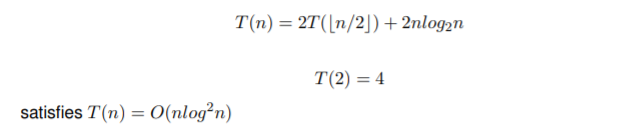 T(n) = 2T(⌊n/2⌋) + 2nlog₂n
T(2) = 4
satisfies T(n) = O(nlog²n)